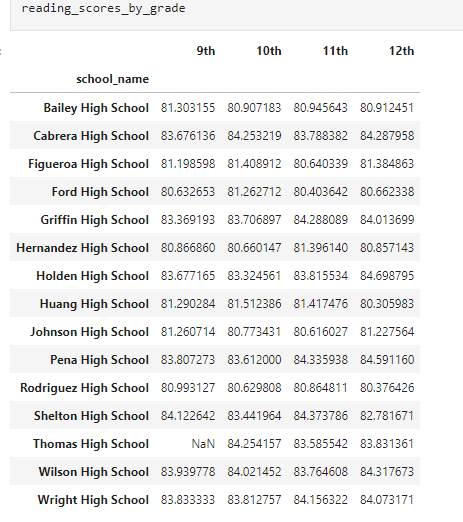 reading_scores_by_grade
9th 10th 11th 12th
school_name
Bailey High School 81.303155 80.907183 80.945643 80.912451
Cabrera High School 83.676136 84.253219 83.788382 84.287958
Figueroa High School 81.198598 81.408912 80.640339 81.384863
Ford High School 80.632653 81.262712 80.403642 80.662338
Griffin High School 83.369193 83.706897 84.288089 84.013699
Hernandez High School 80.866860 80.660147 81.396140 80.857143
Holden High School 83.677165 83.324561 83.815534 84.698795
Huang High School 81.290284 81.512386 81.417476 80.305983
Johnson High School 81.260714 80.773431 80.616027 81.227564
Pena High School 83.807273 83.612000 84.335938 84.591160
Rodriguez High School 80.993127 80.629808 80.864811 80.376426
Shelton High School 84.122642 83.441964 84.373786 82.781671
Thomas High School NaN 84.254157 83.585542 83.831361
Wilson High School 83.939778 84.021452 83.764608 84.317673
Wright High School 83.833333 83.812757 84.156322 84.073171